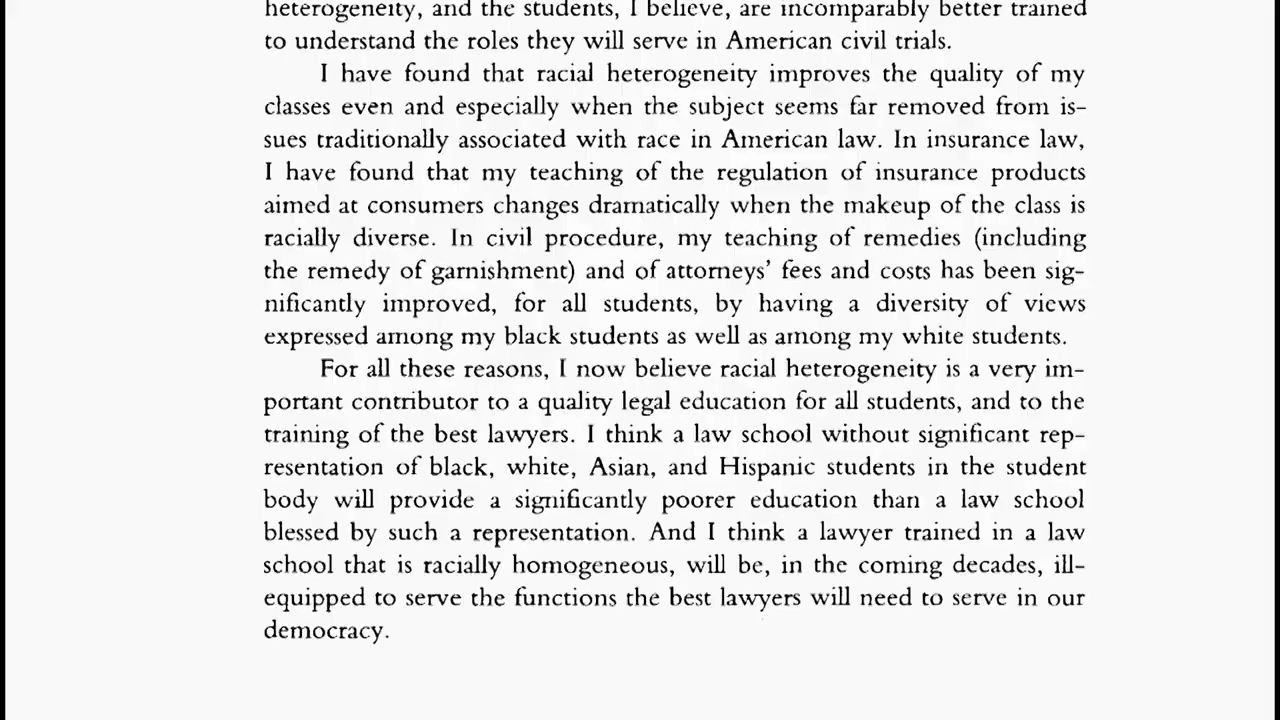 heterogeneity, and the students, I believe, are incomparably better trained
to understand the roles they will serve in American civil trials.
I have found that racial heterogeneity improves the quality of my
classes even and especially when the subject seems far removed from is-
sues traditionally associated with race in American law. In insurance law,
I have found that my teaching of the regulation of insurance products
aimed at consumers changes dramatically when the makeup of the class is
racially diverse. In civil procedure, my teaching of remedies (including
the remedy of garnishment) and of attorneys' fees and costs has been sig-
nificantly improved, for all students, by having a diversity of views
expressed among my black students as well as among my white students.
For all these reasons, I now believe racial heterogeneity is a very im-
portant contributor to a quality legal education for all students, and to the
training of the best lawyers. I think a law school without significant rep-
resentation of black, white, Asian, and Hispanic students in the student
body will provide a significantly poorer education than a law school
blessed by such a representation. And I think a lawyer trained in a law
school that is racially homogeneous, will be, in the coming decades, ill-
equipped to serve the functions the best lawyers will need to serve in our
democracy.